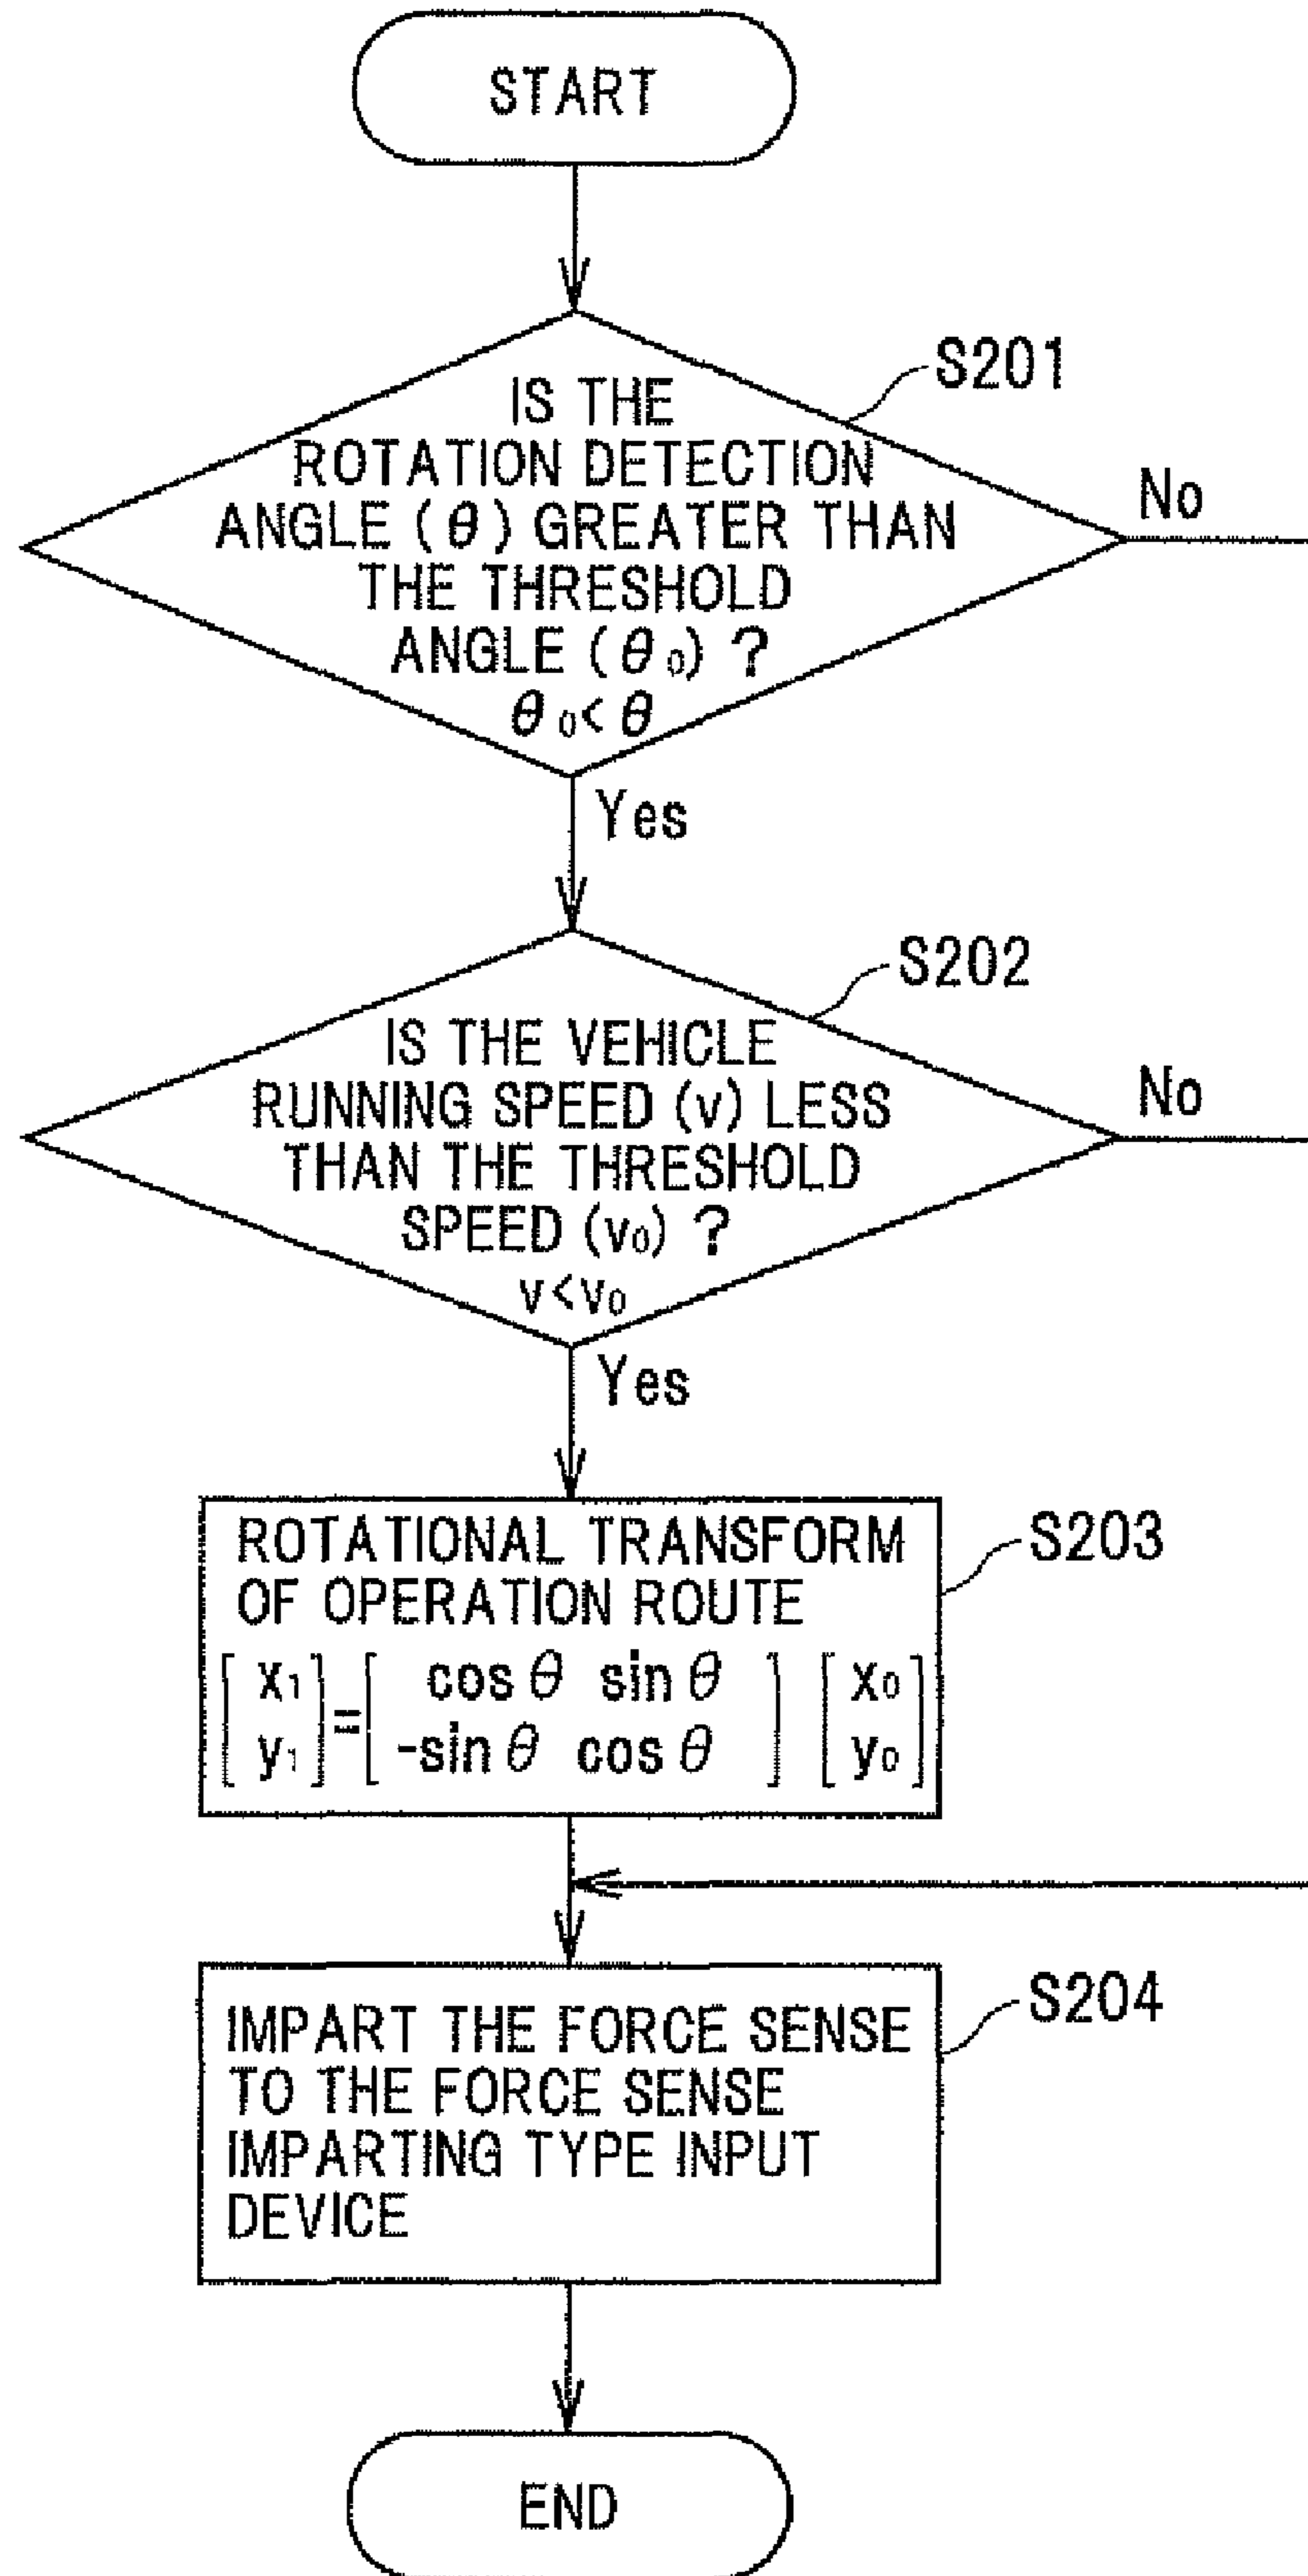 START
S201
IS THE
ROTATION DETECTION
ANGLE (θ) GREATER THAN
THE THRESHOLD
ANGLE (θ₀) ?
θ₀<θ
No
Yes
S202
IS THE VEHICLE
RUNNING SPEED (v) LESS
THAN THE THRESHOLD
SPEED (v₀) ?
v<v₀
No
Yes
S203
ROTATIONAL TRANSFORM
OF OPERATION ROUTE
[x₁] = [cos θ sin θ] [x₀]
[y₁] [-sin θ cos θ] [y₀]
S204
IMPART THE FORCE SENSE
TO THE FORCE SENSE
IMPARTING TYPE INPUT
DEVICE
END